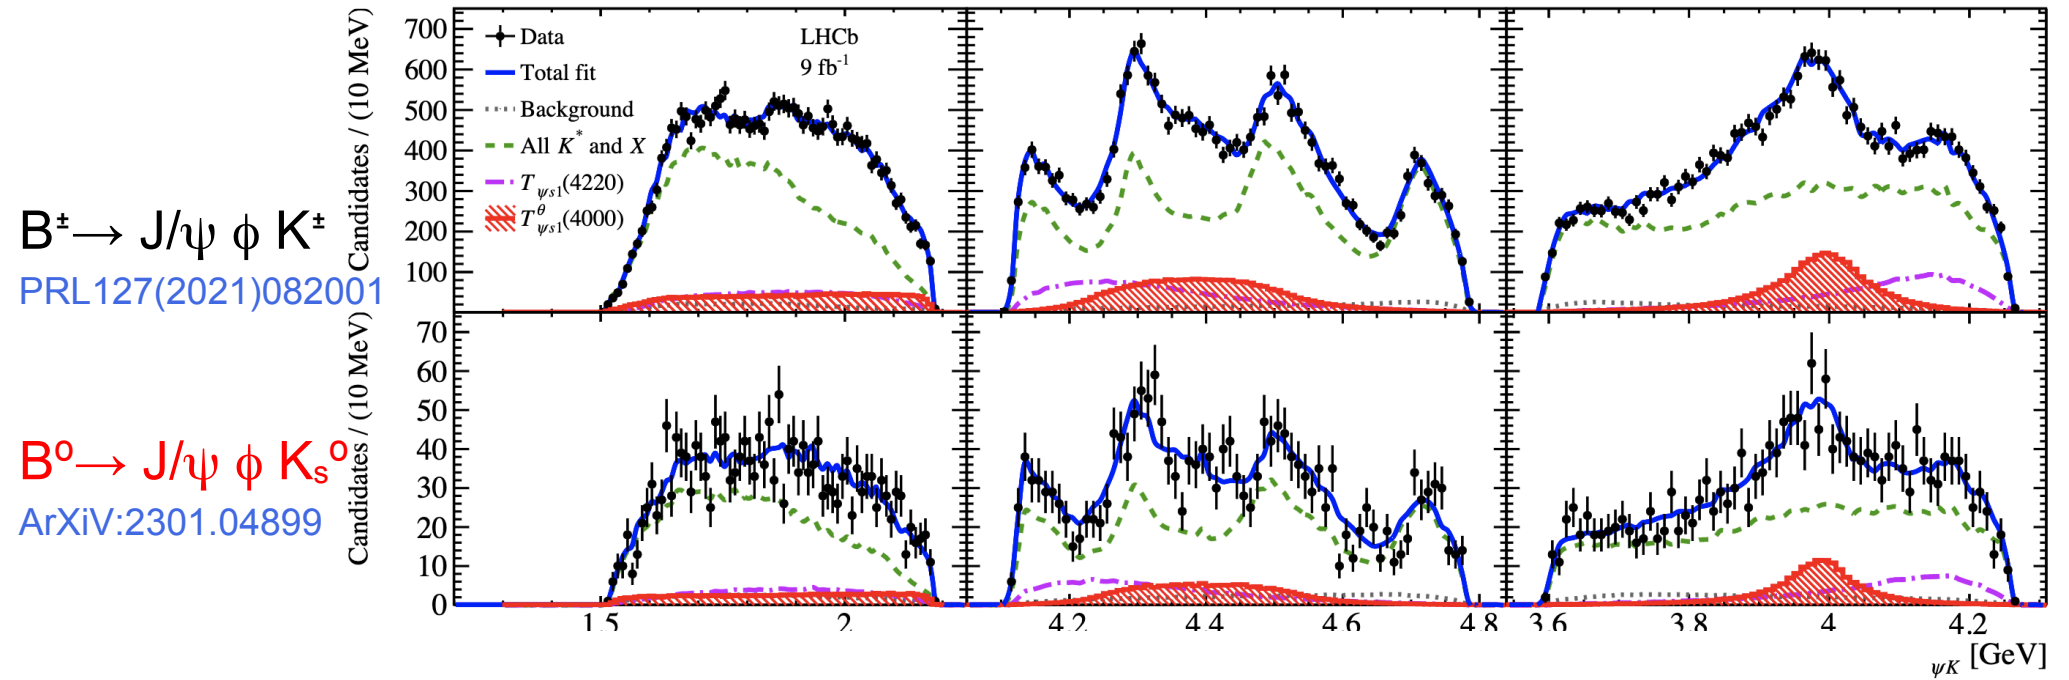 B± → J/ψ ϕ K±
PRL127(2021)082001
B⁰ → J/ψ ϕ Kₛ⁰
ArXiV:2301.04899
Candidates / (10 MeV)
700
600
500
400
300
200
100
Data
Total fit
Background
All K* and X
Tψs1(4220)
Tθψs1(4000)
LHCb
9 fb⁻¹
Candidates / (10 MeV)
70
60
50
40
30
20
10
0
1.5 2 4.2 4.4 4.6 4.8 3.6 3.8 4 4.2
ψK [GeV]